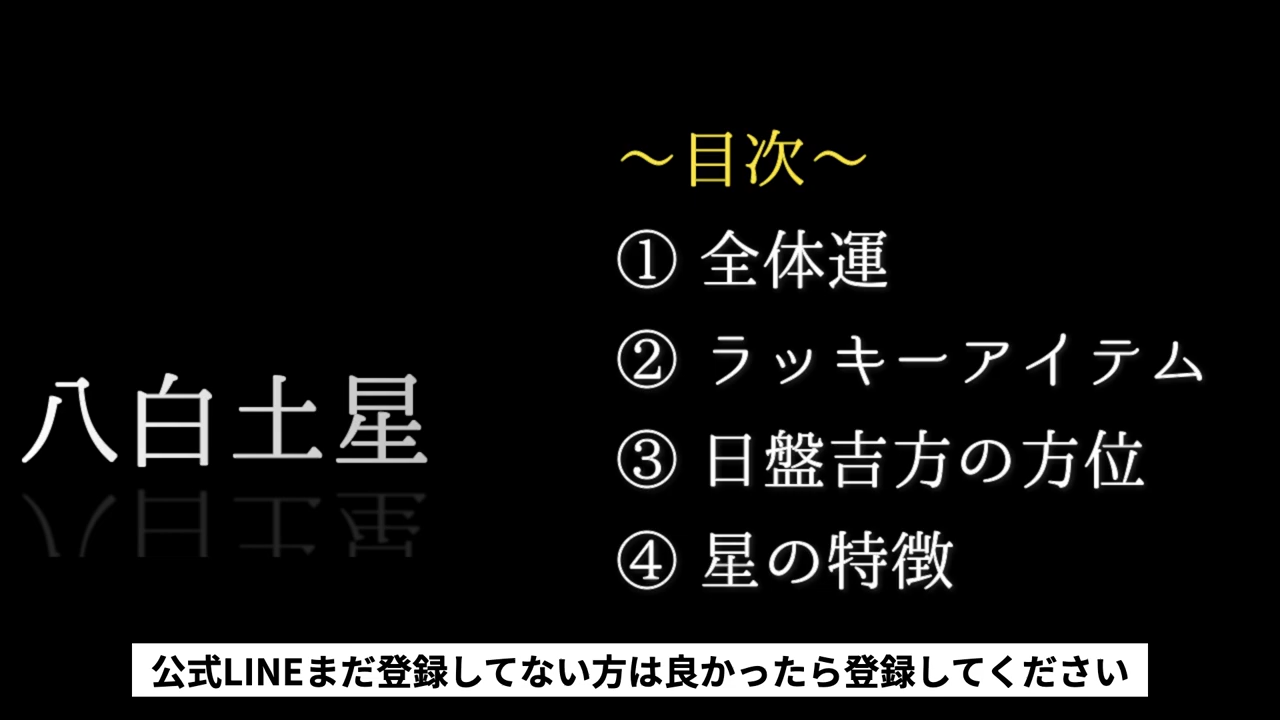 八白土星
～目次～
① 全体運
② ラッキーアイテム
③ 日盤吉方の方位
④ 星の特徴
公式LINEまだ登録してない方は良かったら登録してください